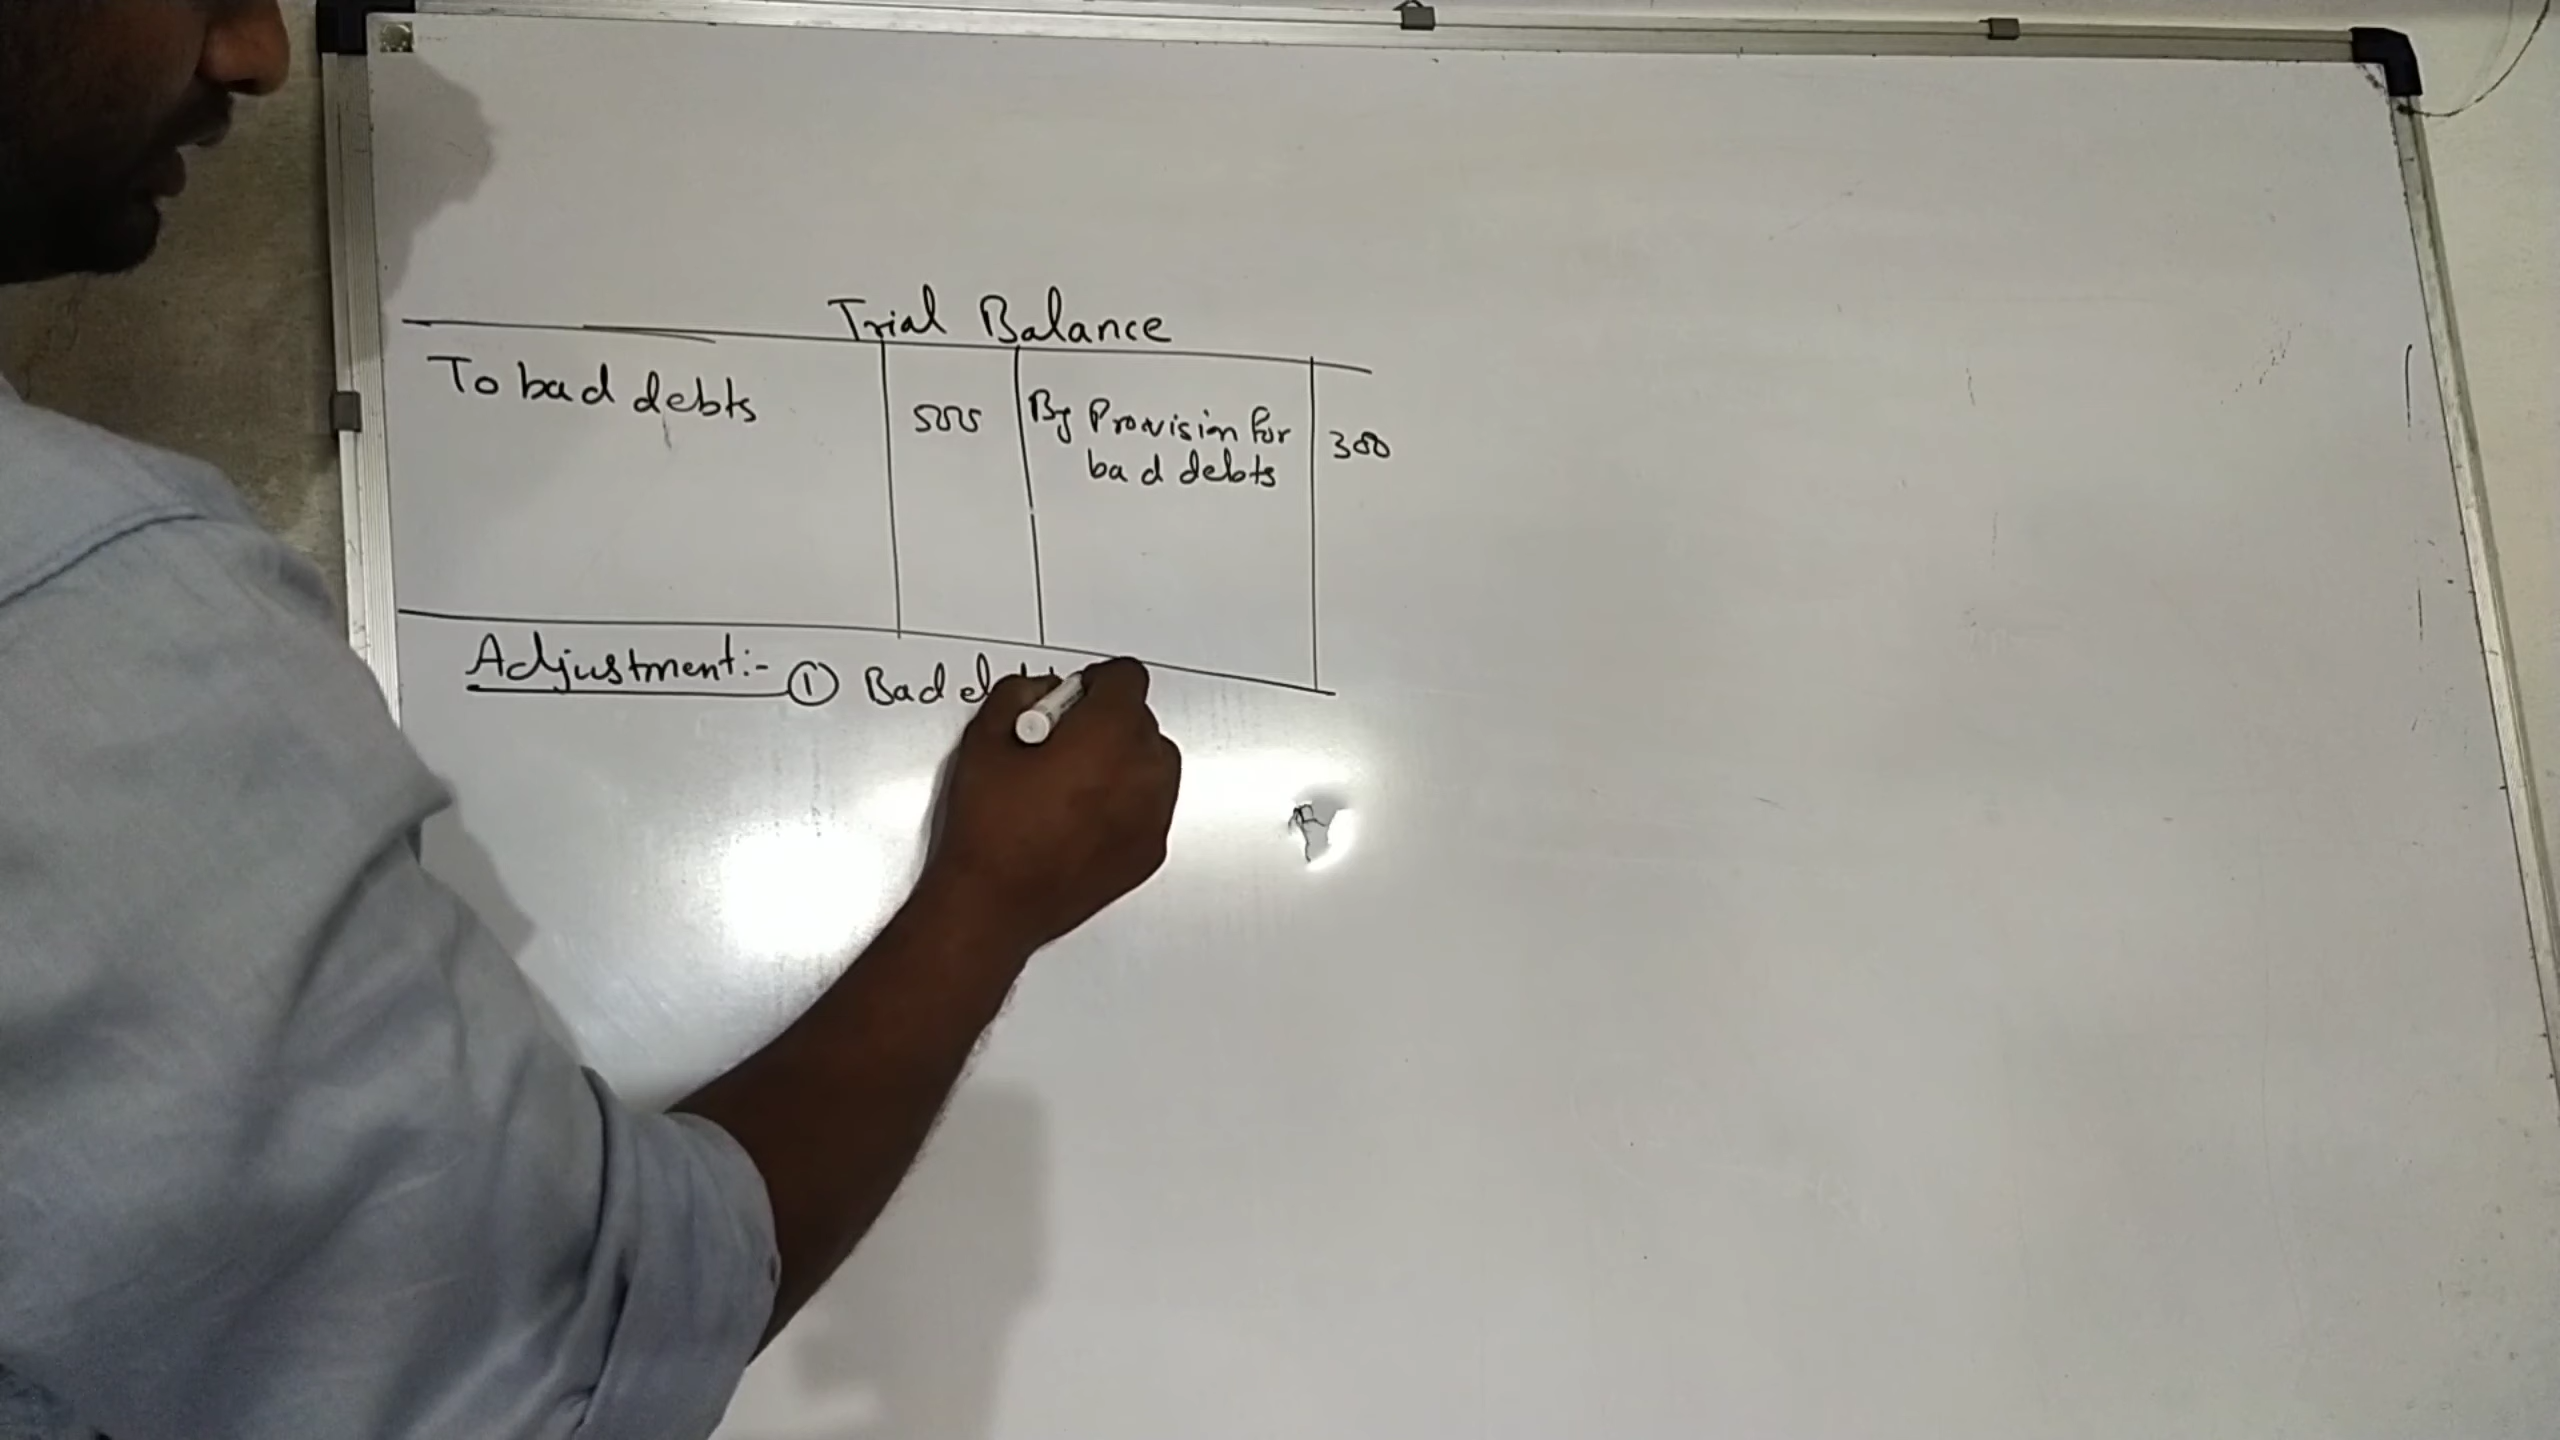 Trial Balance
To bad debts 500 By Provision for 300
bad debts
Adjustment:- ① Bad